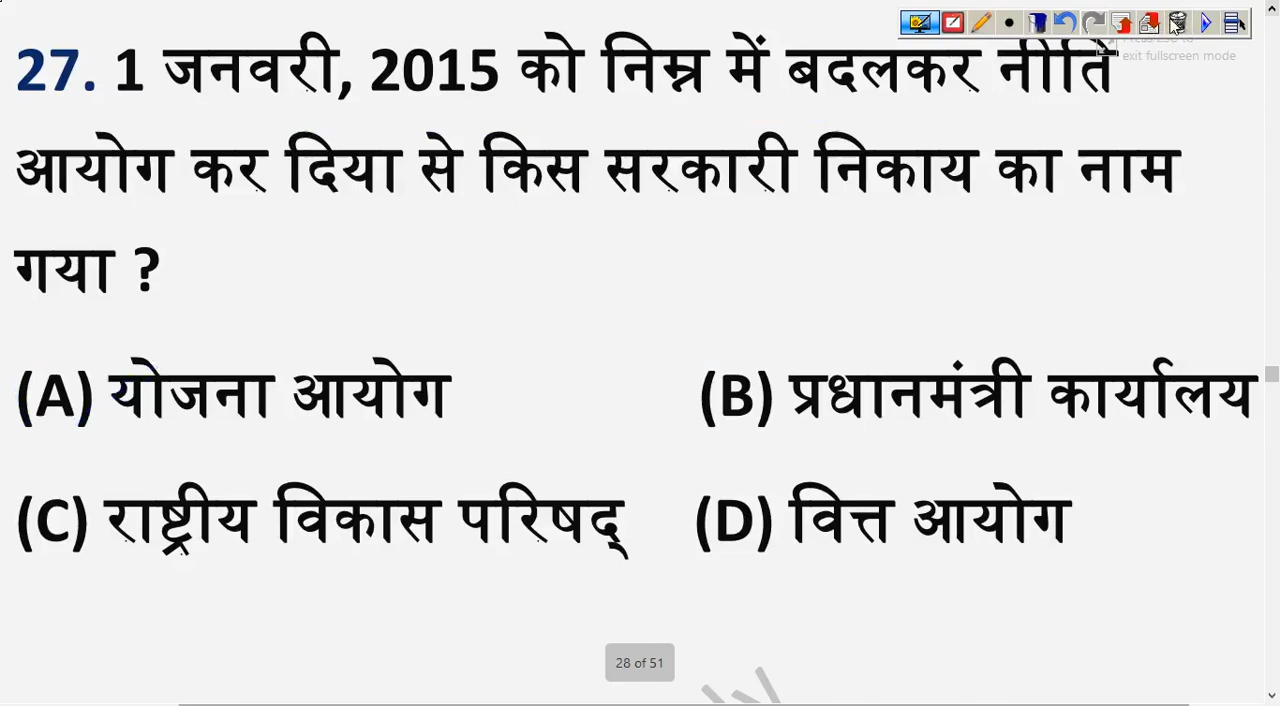 exit fullscreen mode
27. 1 जनवरी, 2015 को निम्न में बदलकर नीति
आयोग कर दिया से किस सरकारी निकाय का नाम
गया ?
(A) योजना आयोग (B) प्रधानमंत्री कार्यालय
(C) राष्ट्रीय विकास परिषद् (D) वित्त आयोग
28 of 51